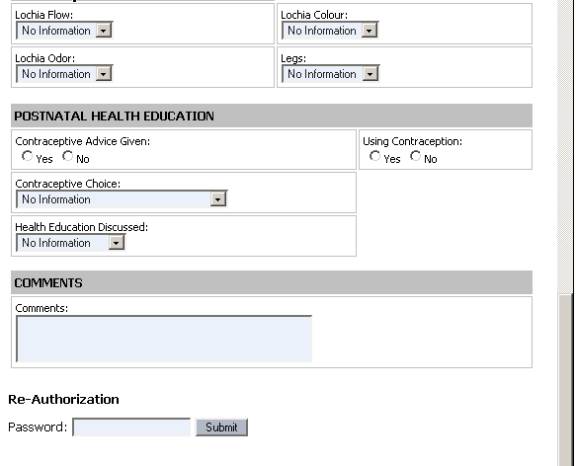 Lochia Flow: Lochia Colour:
No Information No Information
Lochia Odor: Legs:
No Information No Information
POSTNATAL HEALTH EDUCATION
Contraceptive Advice Given: Using Contraception:
Yes No Yes No
Contraceptive Choice:
No Information
Health Education Discussed:
No Information
COMMENTS
Comments:
Re-Authorization
Password: Submit